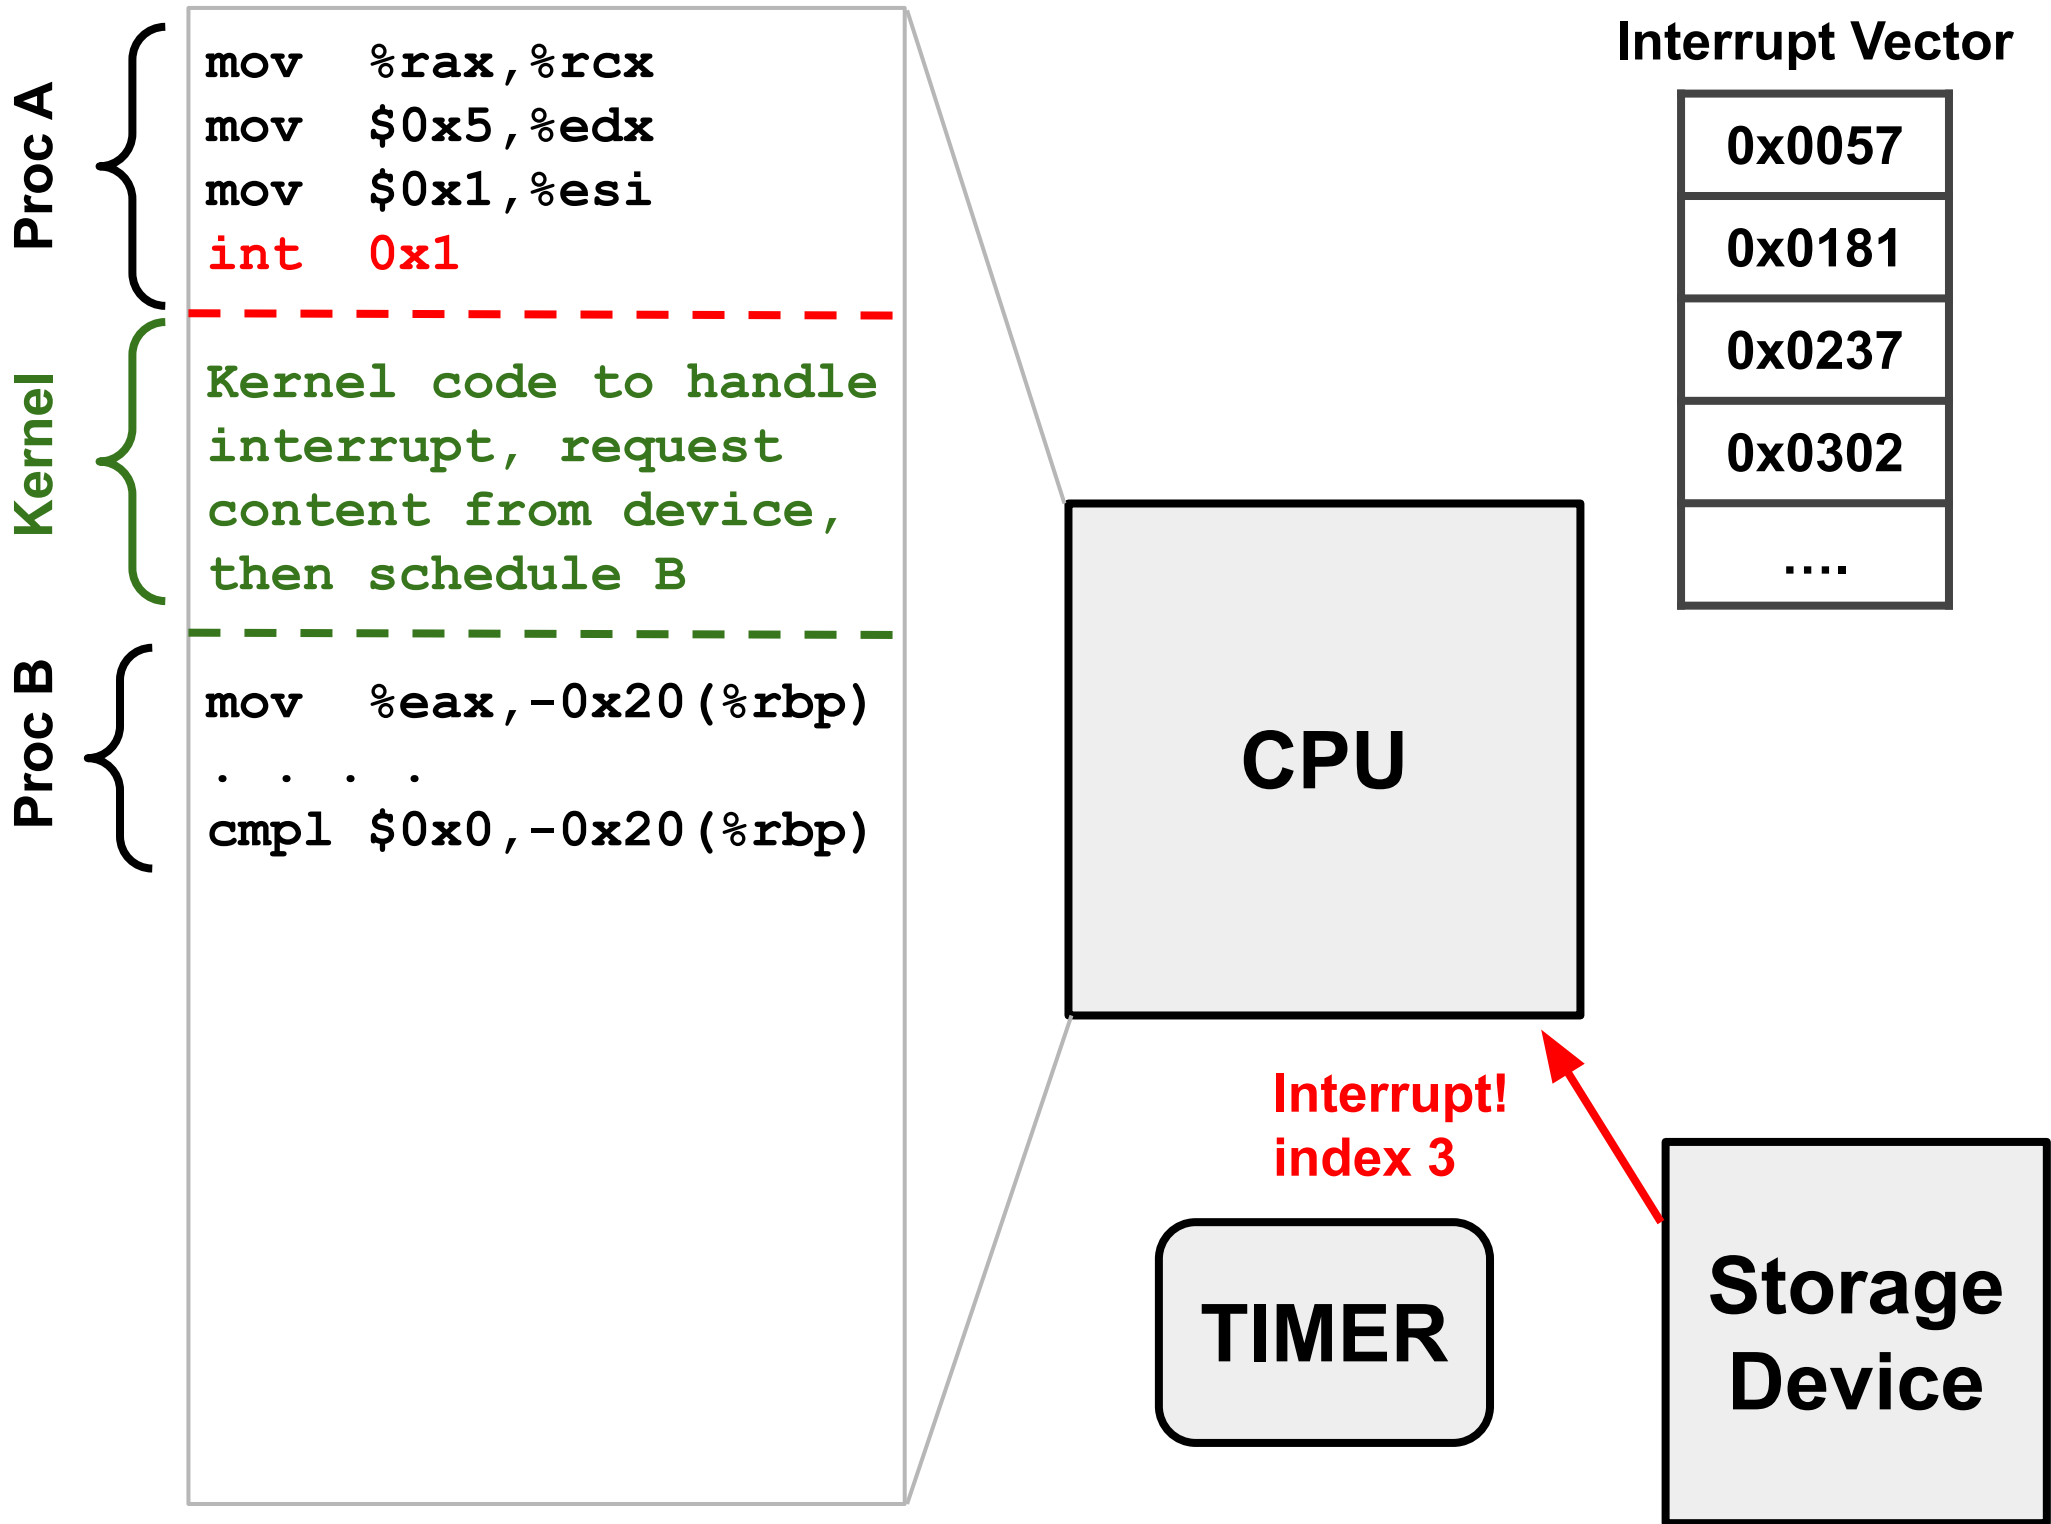 Proc A
mov %rax,%rcx
mov $0x5,%edx
mov $0x1,%esi
int 0x1
Kernel
Kernel code to handle
interrupt, request
content from device,
then schedule B
Proc B
mov %eax,-0x20(%rbp)
. . . .
cmpl $0x0,-0x20(%rbp)
CPU
Interrupt Vector
0x0057
0x0181
0x0237
0x0302
....
Interrupt!
index 3
TIMER
Storage
Device